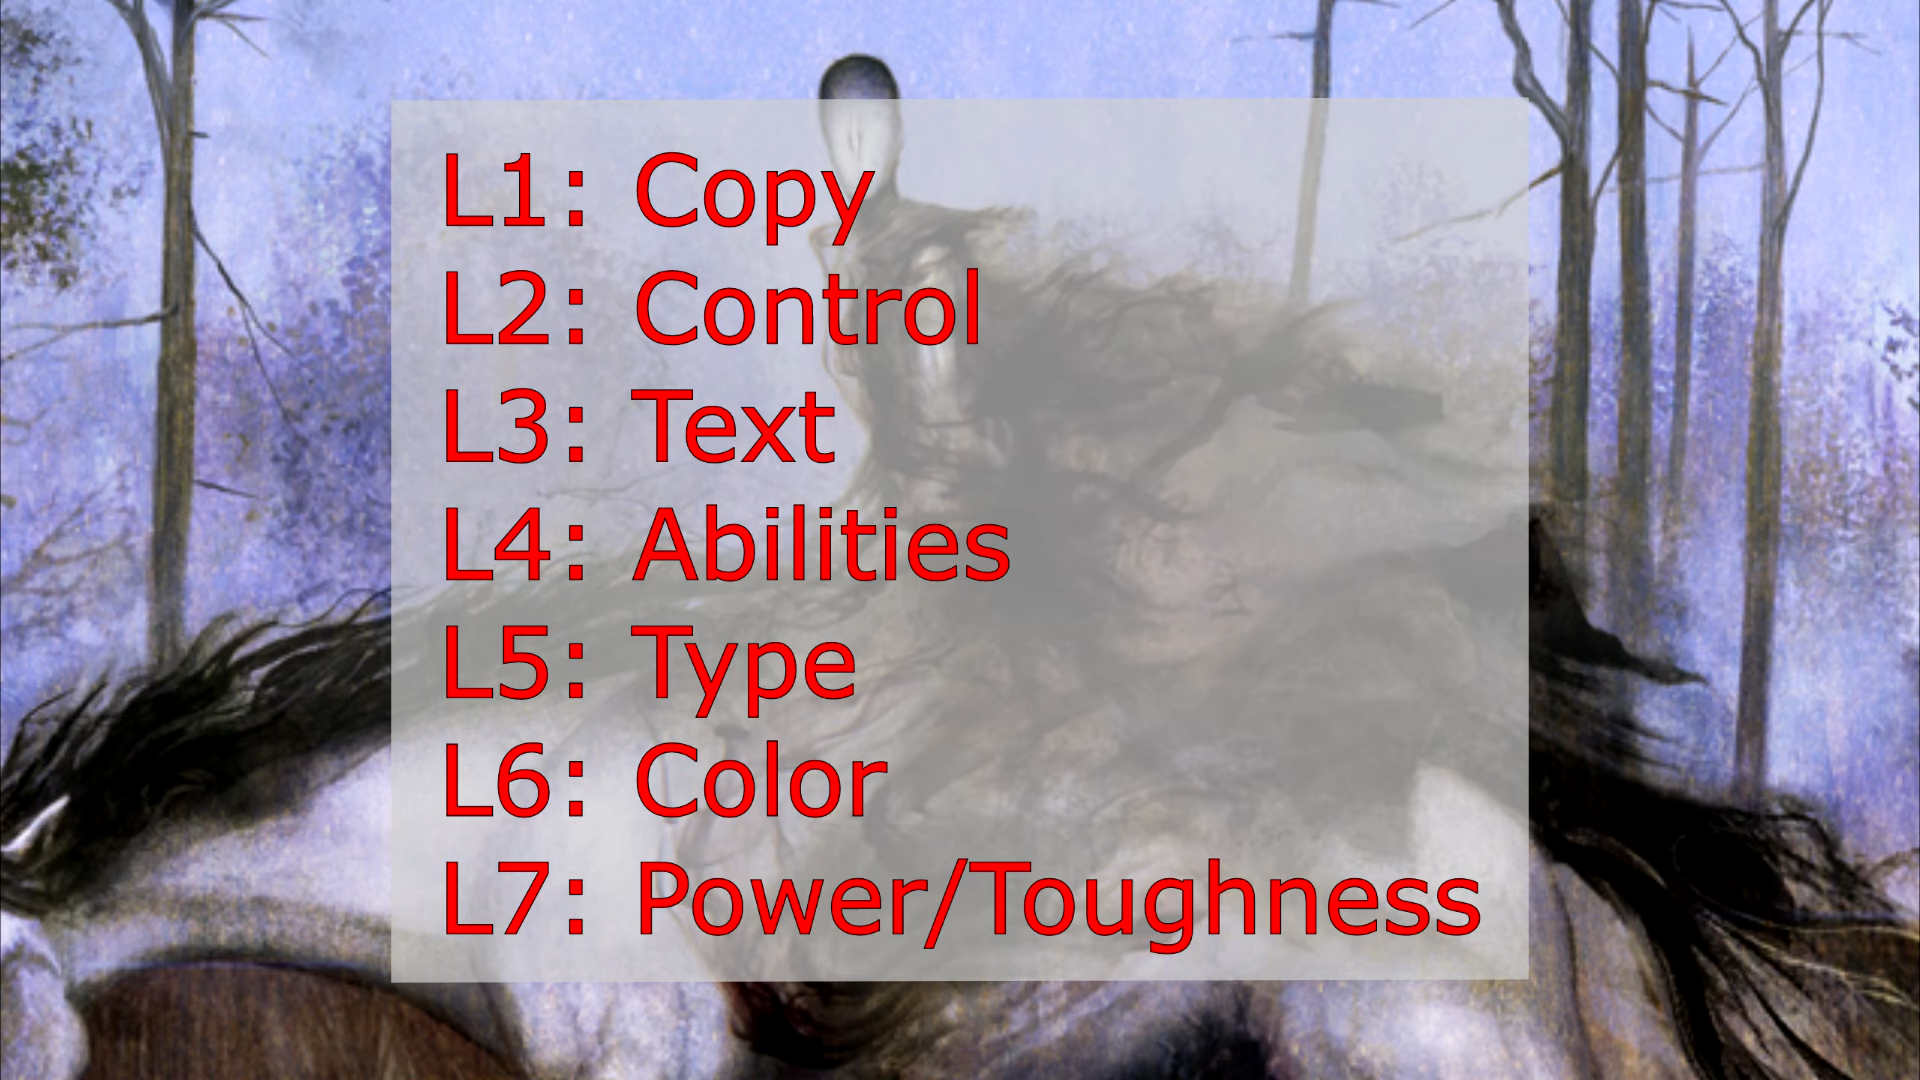 L1: Copy
L2: Control
L3: Text
L4: Abilities
L5: Type
L6: Color
L7: Power/Toughness